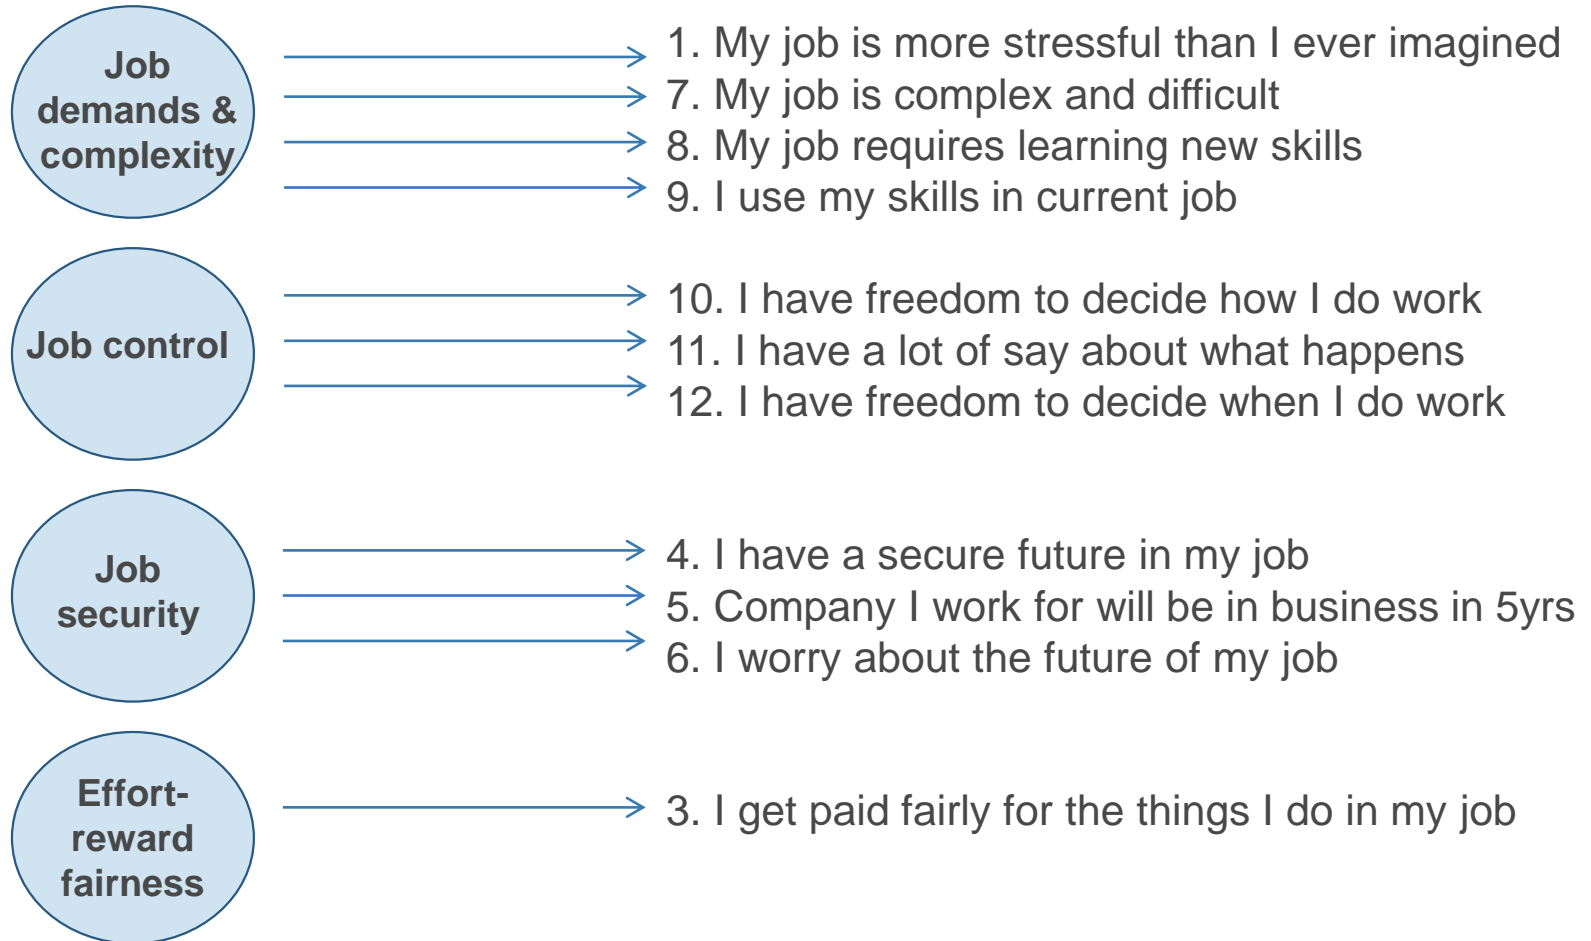 Job
demands &
complexity
1. My job is more stressful than I ever imagined
7. My job is complex and difficult
8. My job requires learning new skills
9. I use my skills in current job
Job control
10. I have freedom to decide how I do work
11. I have a lot of say about what happens
12. I have freedom to decide when I do work
Job
security
4. I have a secure future in my job
5. Company I work for will be in business in 5yrs
6. I worry about the future of my job
Effort-
reward
fairness
3. I get paid fairly for the things I do in my job